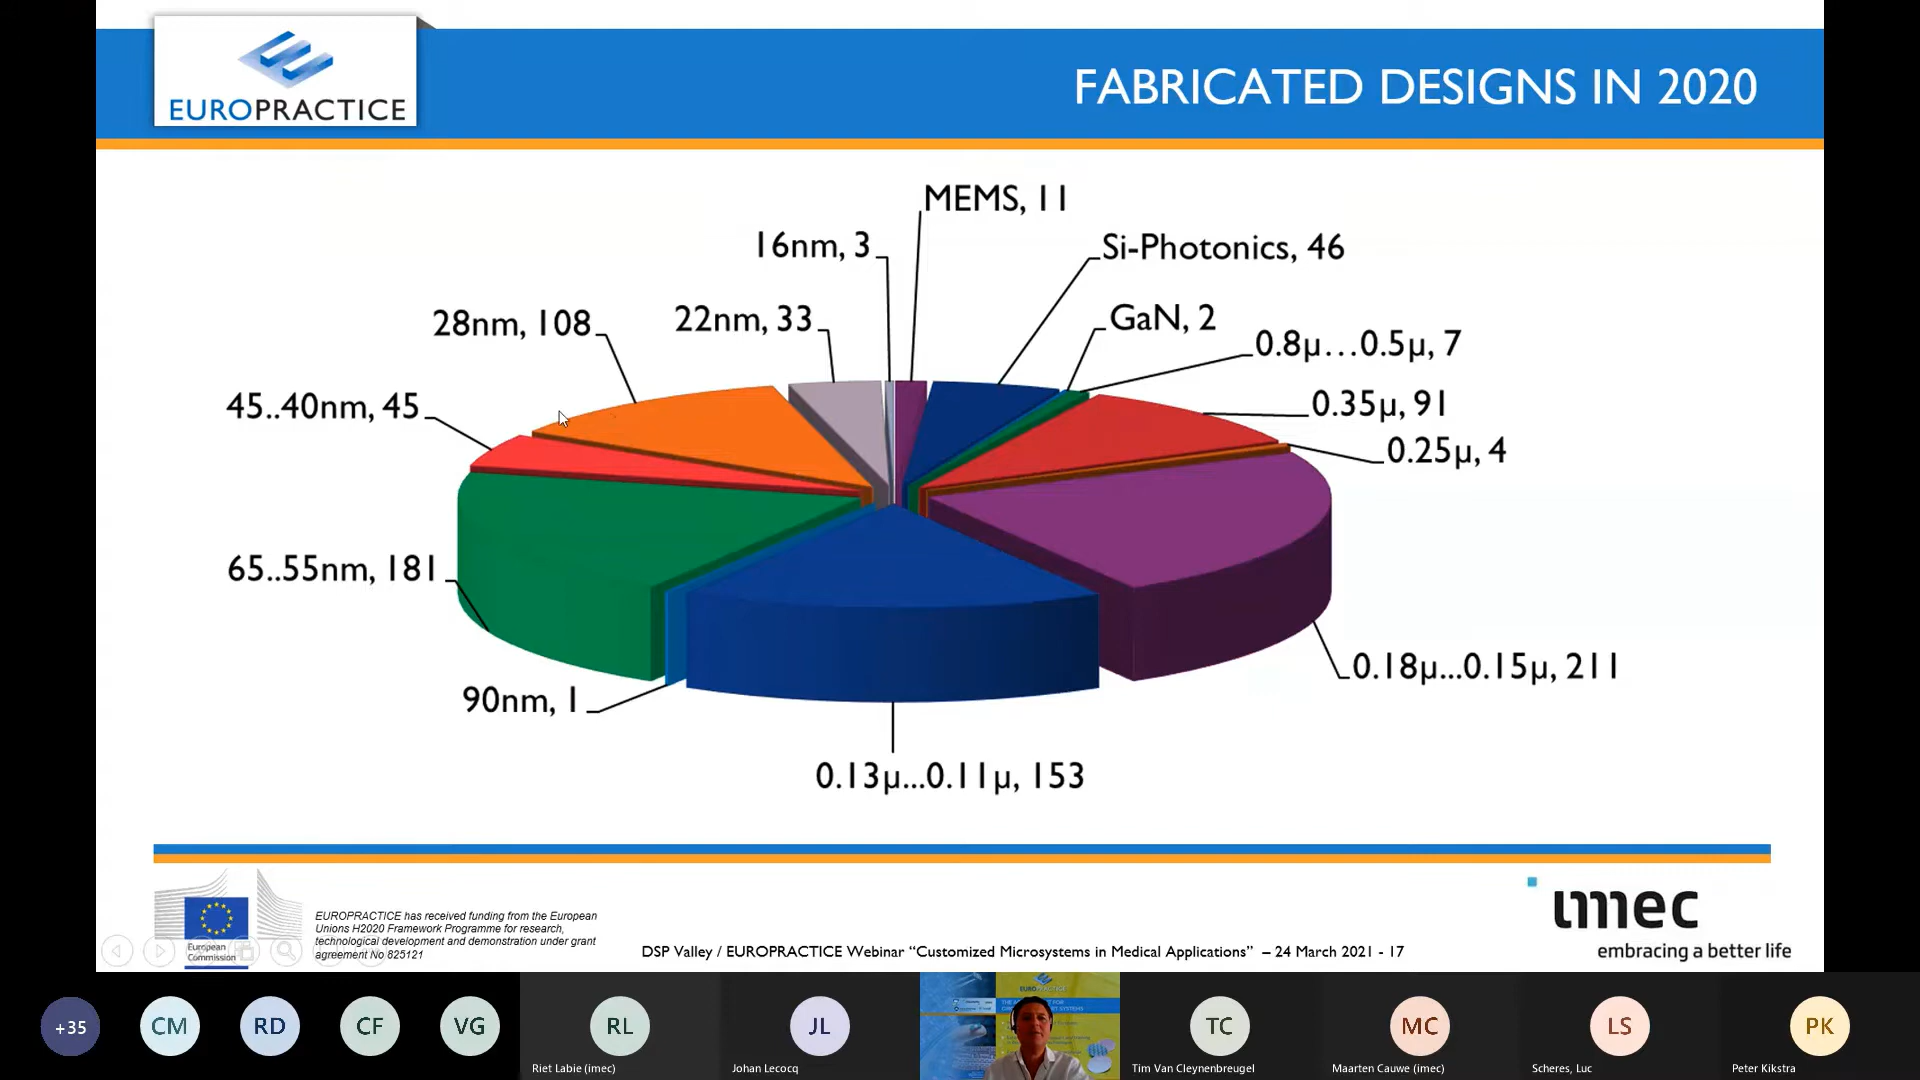 EUROPRACTICE
FABRICATED DESIGNS IN 2020
MEMS, 11
16nm, 3
Si-Photonics, 46
28nm, 108
22nm, 33
GaN, 2
0.8µ…0.5µ, 7
45..40nm, 45
0.35µ, 91
0.25µ, 4
65..55nm, 181
0.18µ...0.15µ, 211
90nm, 1
0.13µ...0.11µ, 153
European
Commission
EUROPRACTICE has received funding from the European
Unions H2020 Framework Programme for research,
technological development and demonstration under grant
agreement No 825121
DSP Valley / EUROPRACTICE Webinar “Customized Microsystems in Medical Applications” – 24 March 2021 - 17
imec
embracing a better life
+35
CM
RD
CF
VG
RL
Riet Labie (imec)
JL
Johan Lecocq
EUROPRACTICE
TC
Tim Van Cleynenbreugel
MC
Maarten Cauwe (imec)
LS
Scheres, Luc
PK
Peter Kikstra